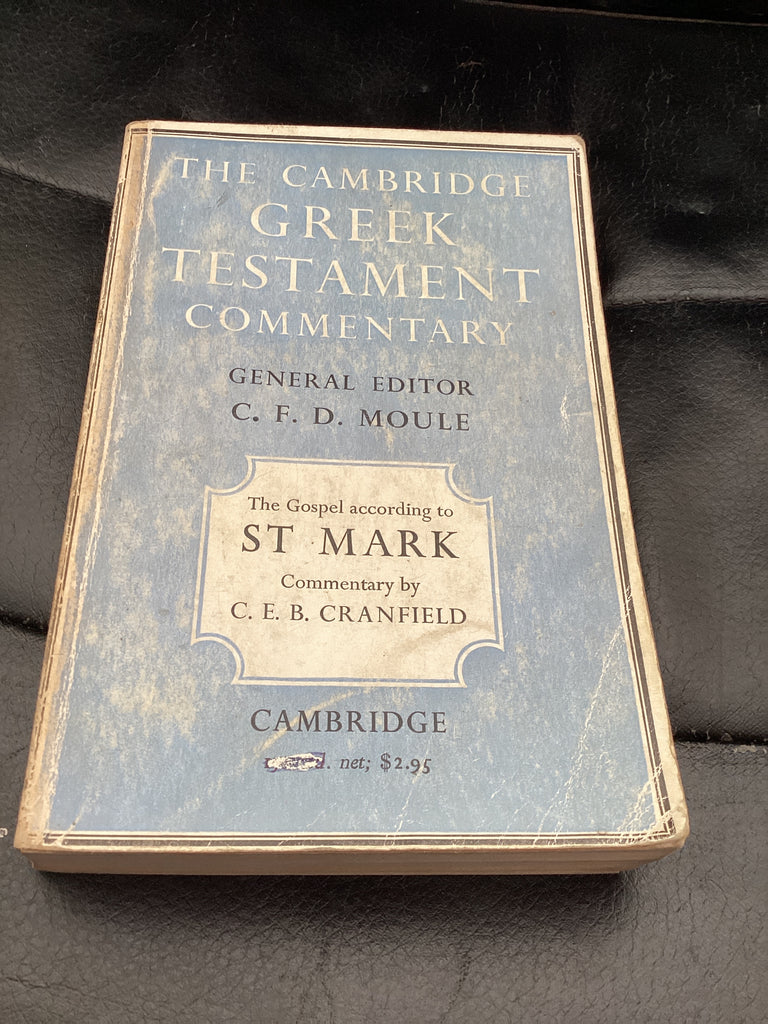 THE CAMBRIDGE
GREEK
TESTAMENT
COMMENTARY
GENERAL EDITOR
C. F. D. MOULE
The Gospel according to
ST MARK
Commentary by
C. E. B. CRANFIELD
CAMBRIDGE
net; $2.95